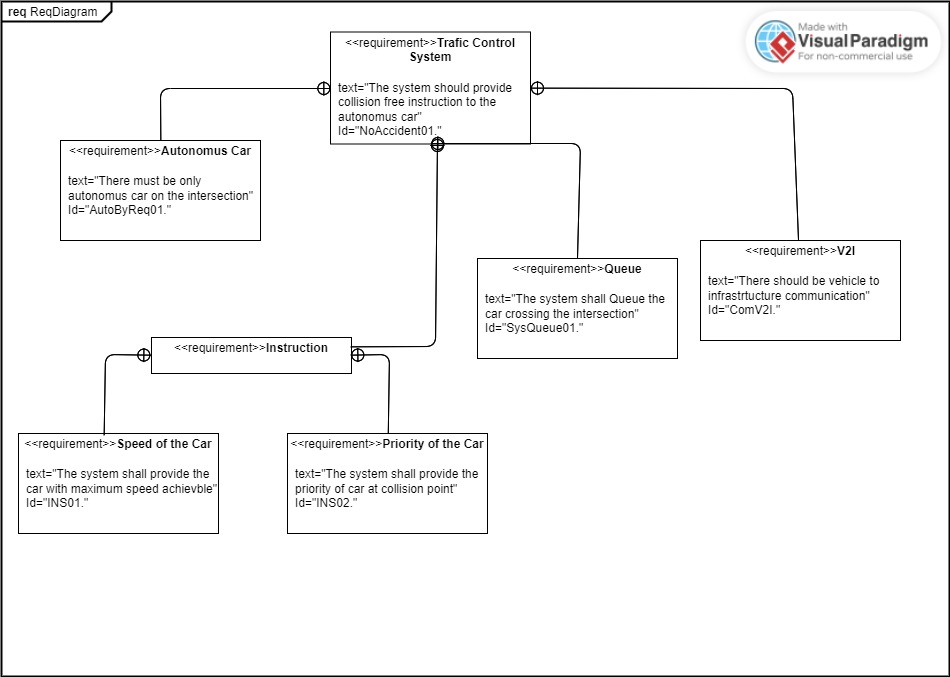 req ReqDiagram
Made with
VisualParadigm
For non-commercial use
<<requirement>>Trafic Control
System
text="The system should provide
collision free instruction to the
autonomus car"
Id="NoAccident01."
<<requirement>>Autonomus Car
text="There must be only
autonomus car on the intersection"
Id="AutoByReq01."
<<requirement>>Queue
text="The system shall Queue the
car crossing the intersection"
Id="SysQueue01."
<<requirement>>V2I
text="There should be vehicle to
infrastrtucture communication"
Id="ComV2I."
<<requirement>>Instruction
<<requirement>>Speed of the Car
text="The system shall provide the
car with maximum speed achievble"
Id="INS01."
<<requirement>>Priority of the Car
text="The system shall provide the
priority of car at collision point"
Id="INS02."